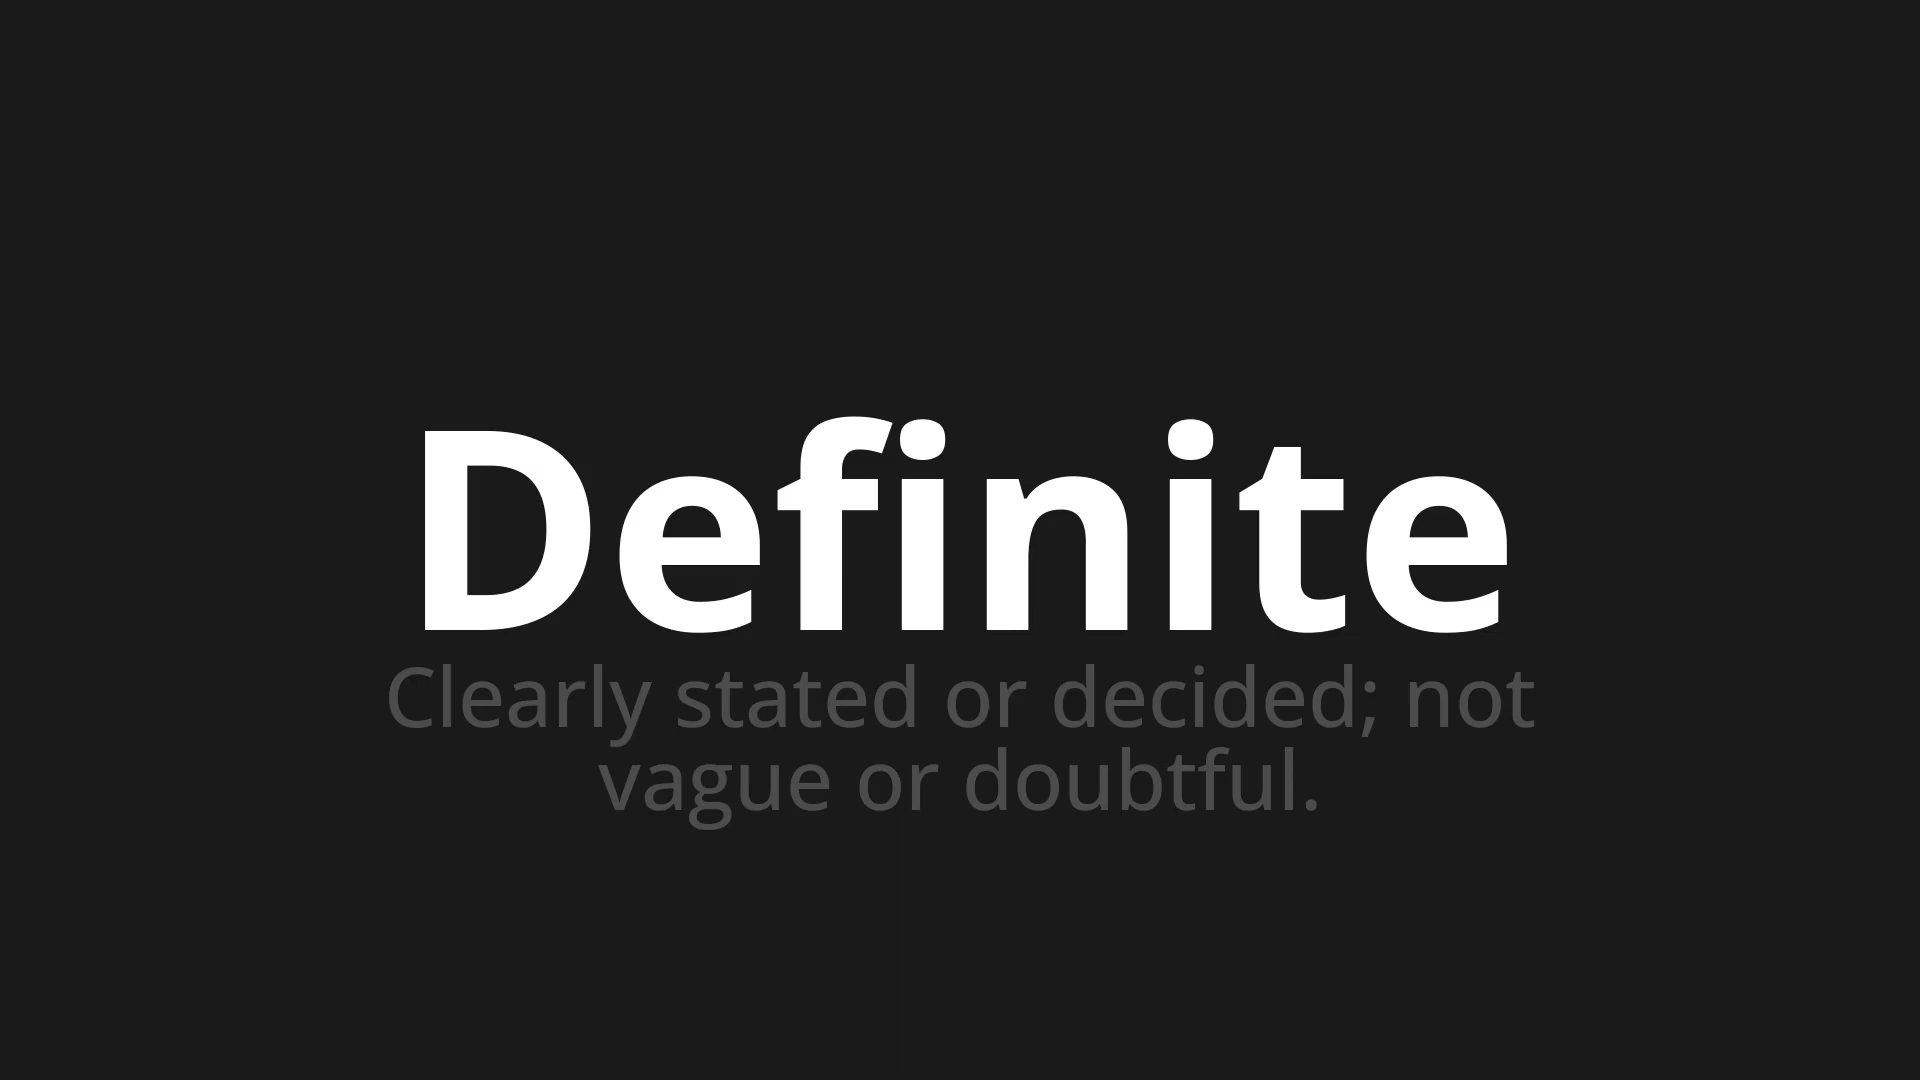 Definite
Clearly stated or decided; not
vague or doubtful.